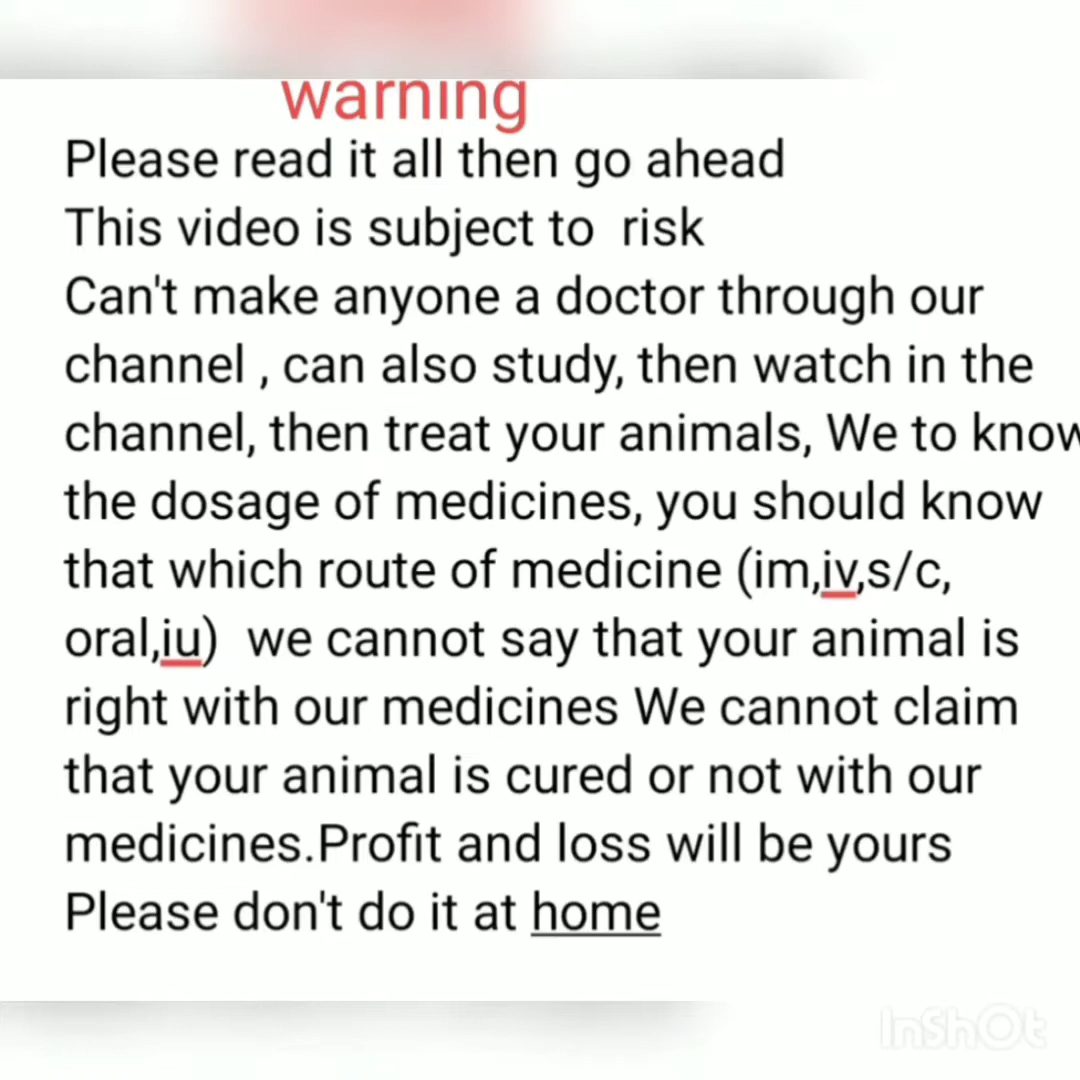 warning
Please read it all then go ahead
This video is subject to risk
Can't make anyone a doctor through our
channel , can also study, then watch in the
channel, then treat your animals, We to know
the dosage of medicines, you should know
that which route of medicine (im,iv,s/c,
oral,iu) we cannot say that your animal is
right with our medicines We cannot claim
that your animal is cured or not with our
medicines.Profit and loss will be yours
Please don't do it at home
InShOt